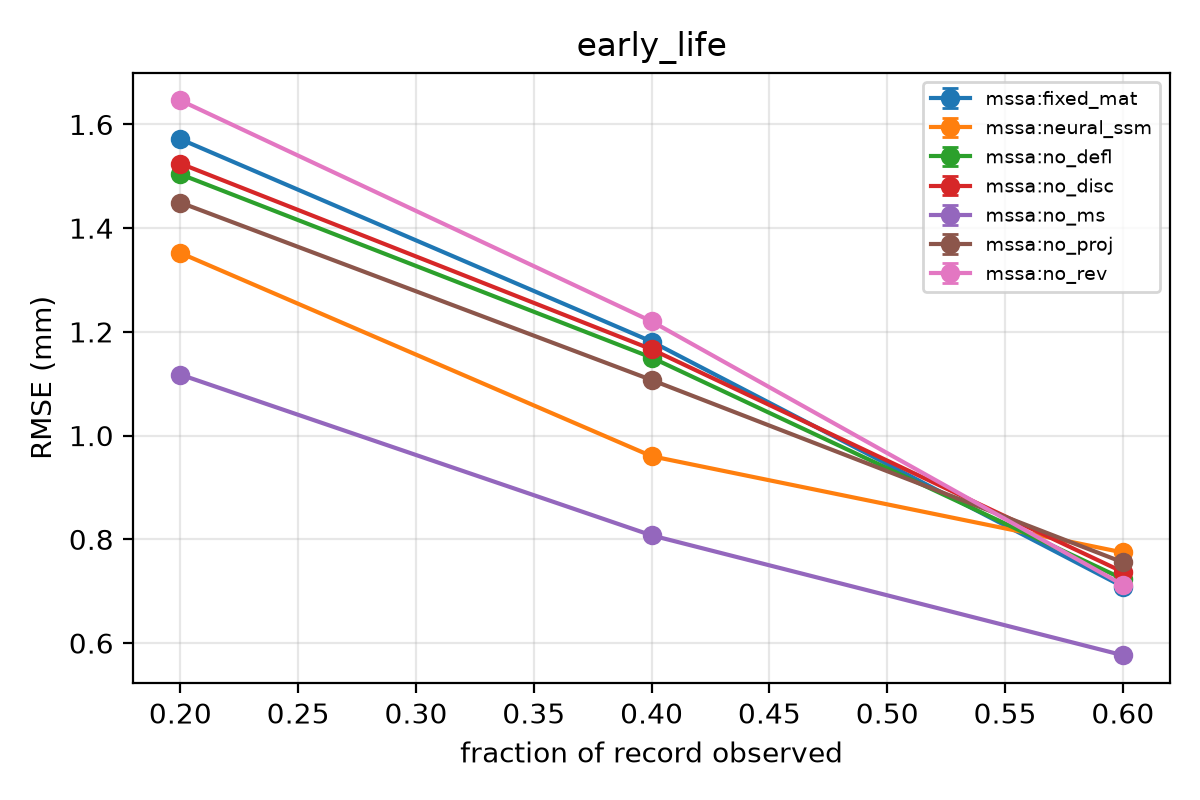 early_life
RMSE (mm)
1.6
1.4
1.2
1.0
0.8
0.6
mssa:fixed_mat
mssa:neural_ssm
mssa:no_defl
mssa:no_disc
mssa:no_ms
mssa:no_proj
mssa:no_rev
0.20 0.25 0.30 0.35 0.40 0.45 0.50 0.55 0.60
fraction of record observed